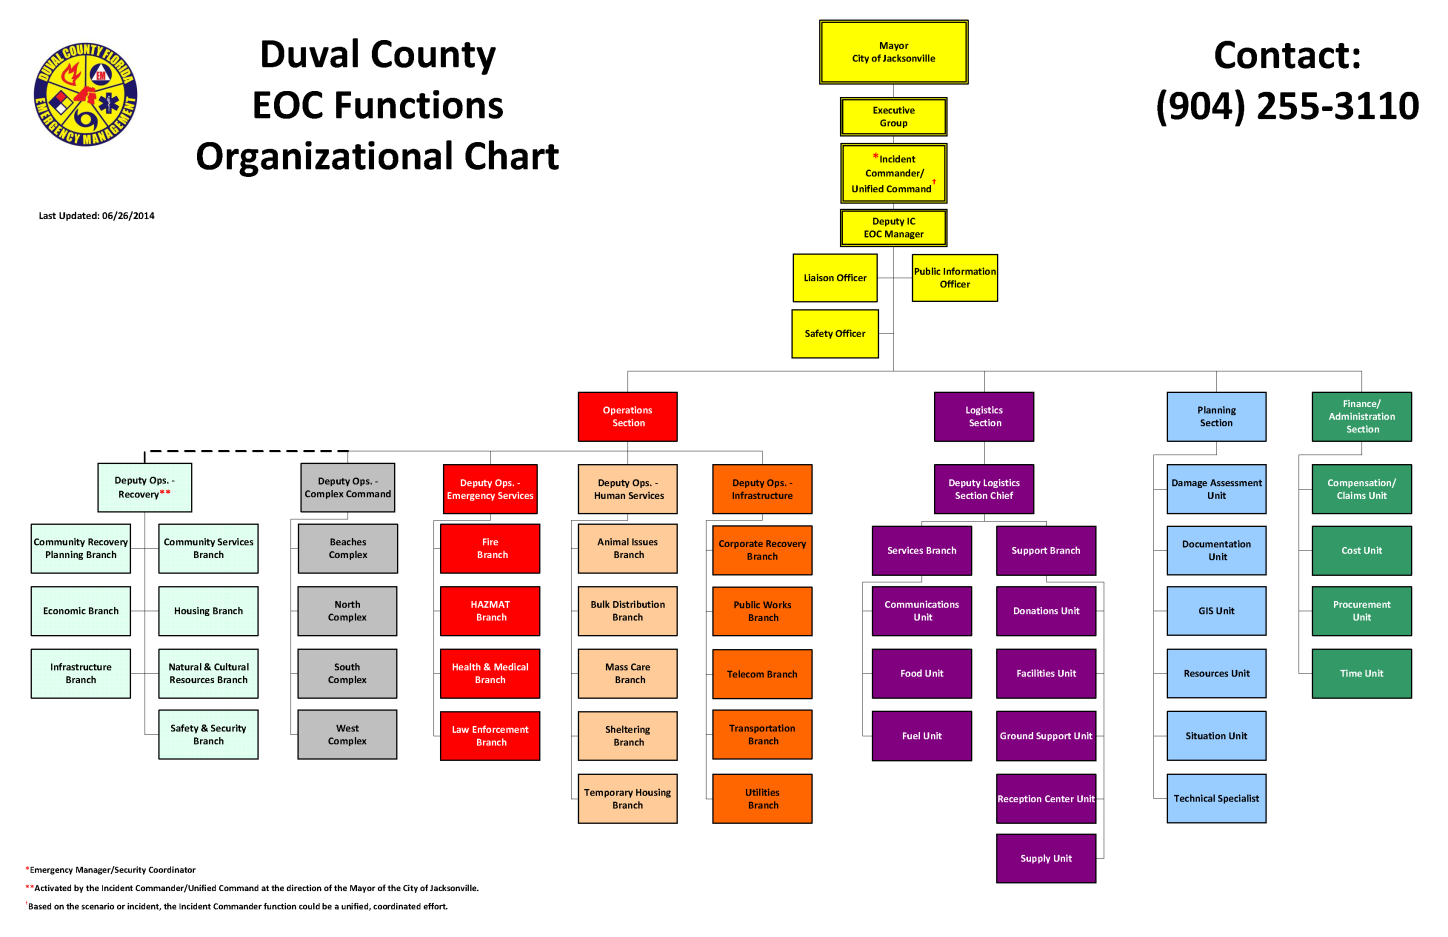 DUVAL COUNTY FLORIDA
EM
EMERGENCY MANAGEMENT
Duval County
EOC Functions
Organizational Chart
Last Updated: 06/26/2014
Contact:
(904) 255-3110
Mayor
City of Jacksonville
Executive
Group
*Incident
Commander/
Unified Command†
Deputy IC
EOC Manager
Liaison Officer
Public Information
Officer
Safety Officer
Operations
Section
Logistics
Section
Planning
Section
Finance/
Administration
Section
Deputy Ops. -
Recovery**
Deputy Ops. -
Complex Command
Deputy Ops. -
Emergency Services
Deputy Ops. -
Human Services
Deputy Ops. -
Infrastructure
Deputy Logistics
Section Chief
Community Recovery
Planning Branch
Economic Branch
Infrastructure
Branch
Community Services
Branch
Housing Branch
Natural & Cultural
Resources Branch
Safety & Security
Branch
Beaches
Complex
North
Complex
South
Complex
West
Complex
Fire
Branch
HAZMAT
Branch
Health & Medical
Branch
Law Enforcement
Branch
Animal Issues
Branch
Bulk Distribution
Branch
Mass Care
Branch
Sheltering
Branch
Temporary Housing
Branch
Corporate Recovery
Branch
Public Works
Branch
Telecom Branch
Transportation
Branch
Utilities
Branch
Services Branch
Communications
Unit
Food Unit
Fuel Unit
Support Branch
Donations Unit
Facilities Unit
Ground Support Unit
Reception Center Unit
Supply Unit
Damage Assessment
Unit
Documentation
Unit
GIS Unit
Resources Unit
Situation Unit
Technical Specialist
Compensation/
Claims Unit
Cost Unit
Procurement
Unit
Time Unit
*Emergency Manager/Security Coordinator
**Activated by the Incident Commander/Unified Command at the direction of the Mayor of the City of Jacksonville.
†Based on the scenario or incident, the Incident Commander function could be a unified, coordinated effort.